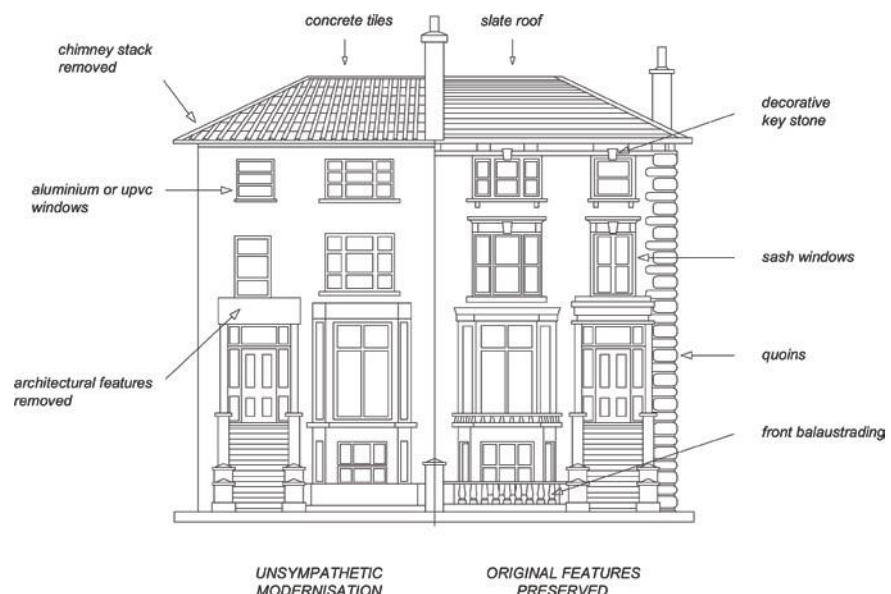 concrete tiles
slate roof
chimney stack
removed
decorative
key stone
aluminium or upvc
windows
sash windows
quoins
architectural features
removed
front balaustrading
UNSYMPATHETIC
MODERNISATION
ORIGINAL FEATURES
PRESERVED